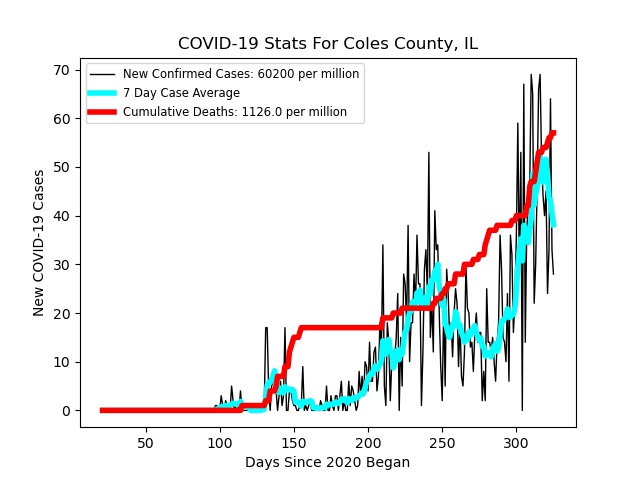 COVID-19 Stats For Coles County, IL
New Confirmed Cases: 60200 per million
7 Day Case Average
Cumulative Deaths: 1126.0 per million
New COVID-19 Cases
70
60
50
40
30
20
10
0
50 100 150 200 250 300
Days Since 2020 Began